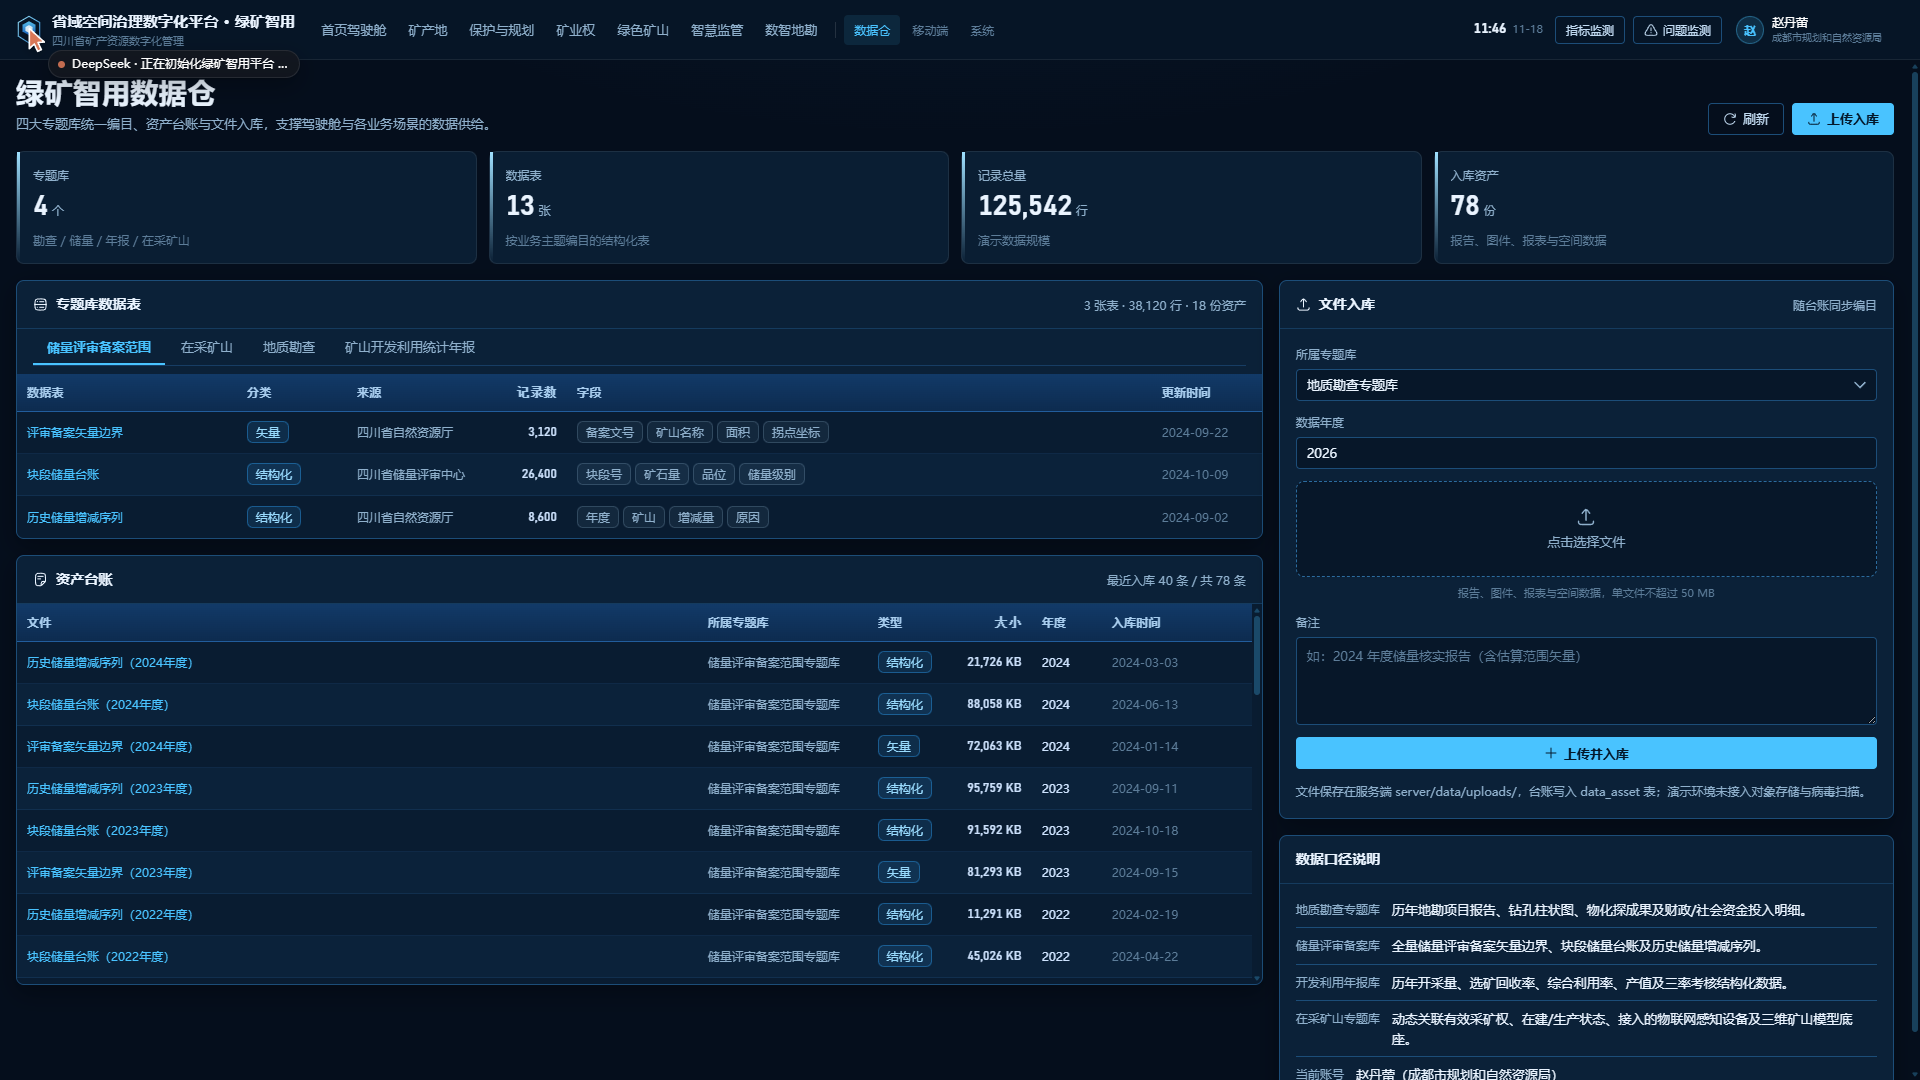 省域空间治理数字化平台 • 绿矿智用
四川省矿产资源数字化管理
首页驾驶舱 矿产地 保护与规划 矿业权 绿色矿山 智慧监管 数智地勘 数据仓 移动端 系统
11:46 11-18 指标监测 问题监测 赵 赵丹蕾
成都市规划和自然资源局
DeepSeek · 正在初始化绿矿智用平台 ...
绿矿智用数据仓
四大专题库统一编目、资产台账与文件入库，支撑驾驶舱与各业务场景的数据供给。
刷新 上传入库
专题库
4 个
勘查 / 储量 / 年报 / 在采矿山
数据表
13 张
按业务主题编目的结构化表
记录总量
125,542 行
演示数据规模
入库资产
78 份
报告、图件、报表与空间数据
专题库数据表 3 张表 · 38,120 行 · 18 份资产
储量评审备案范围 在采矿山 地质勘查 矿山开发利用统计年报
数据表 分类 来源 记录数 字段 更新时间
评审备案矢量边界 矢量 四川省自然资源厅 3,120 备案文号 矿山名称 面积 拐点坐标 2024-09-22
块段储量台账 结构化 四川省储量评审中心 26,400 块段号 矿石量 品位 储量级别 2024-10-09
历史储量增减序列 结构化 四川省自然资源厅 8,600 年度 矿山 增减量 原因 2024-09-02
资产台账 最近入库 40 条 / 共 78 条
文件 所属专题库 类型 大小 年度 入库时间
历史储量增减序列（2024年度） 储量评审备案范围专题库 结构化 21,726 KB 2024 2024-03-03
块段储量台账（2024年度） 储量评审备案范围专题库 结构化 88,058 KB 2024 2024-06-13
评审备案矢量边界（2024年度） 储量评审备案范围专题库 矢量 72,063 KB 2024 2024-01-14
历史储量增减序列（2023年度） 储量评审备案范围专题库 结构化 95,759 KB 2023 2024-09-11
块段储量台账（2023年度） 储量评审备案范围专题库 结构化 91,592 KB 2023 2024-10-18
评审备案矢量边界（2023年度） 储量评审备案范围专题库 矢量 81,293 KB 2023 2024-09-15
历史储量增减序列（2022年度） 储量评审备案范围专题库 结构化 11,291 KB 2022 2024-02-19
块段储量台账（2022年度） 储量评审备案范围专题库 结构化 45,026 KB 2022 2024-04-22
文件入库 随台账同步编目
所属专题库
地质勘查专题库
数据年度
2026
点击选择文件
报告、图件、报表与空间数据，单文件不超过 50 MB
备注
如：2024 年度储量核实报告（含估算范围矢量）
上传并入库
文件保存在服务端 server/data/uploads/，台账写入 data_asset 表；演示环境未接入对象存储与病毒扫描。
数据口径说明
地质勘查专题库 历年地勘项目报告、钻孔柱状图、物化探成果及财政/社会资金投入明细。
储量评审备案库 全量储量评审备案矢量边界、块段储量台账及历史储量增减序列。
开发利用年报库 历年开采量、选矿回收率、综合利用率、产值及三率考核结构化数据。
在采矿山专题库 动态关联有效采矿权、在建/生产状态、接入的物联网感知设备及三维矿山模型底
座。
当前账号 赵丹蕾（成都市规划和自然资源局）